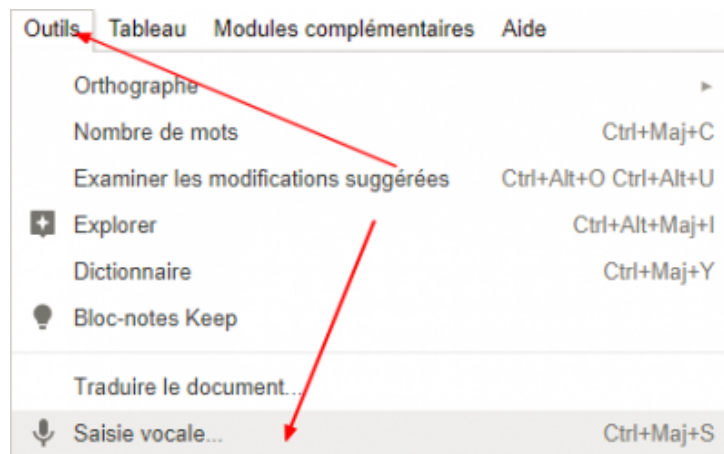 Outils Tableau Modules complémentaires Aide
Orthographe
Nombre de mots Ctrl+Maj+C
Examiner les modifications suggérées Ctrl+Alt+O Ctrl+Alt+U
Explorer Ctrl+Alt+Maj+I
Dictionnaire Ctrl+Maj+Y
Bloc-notes Keep
Traduire le document...
Saisie vocale... Ctrl+Maj+S